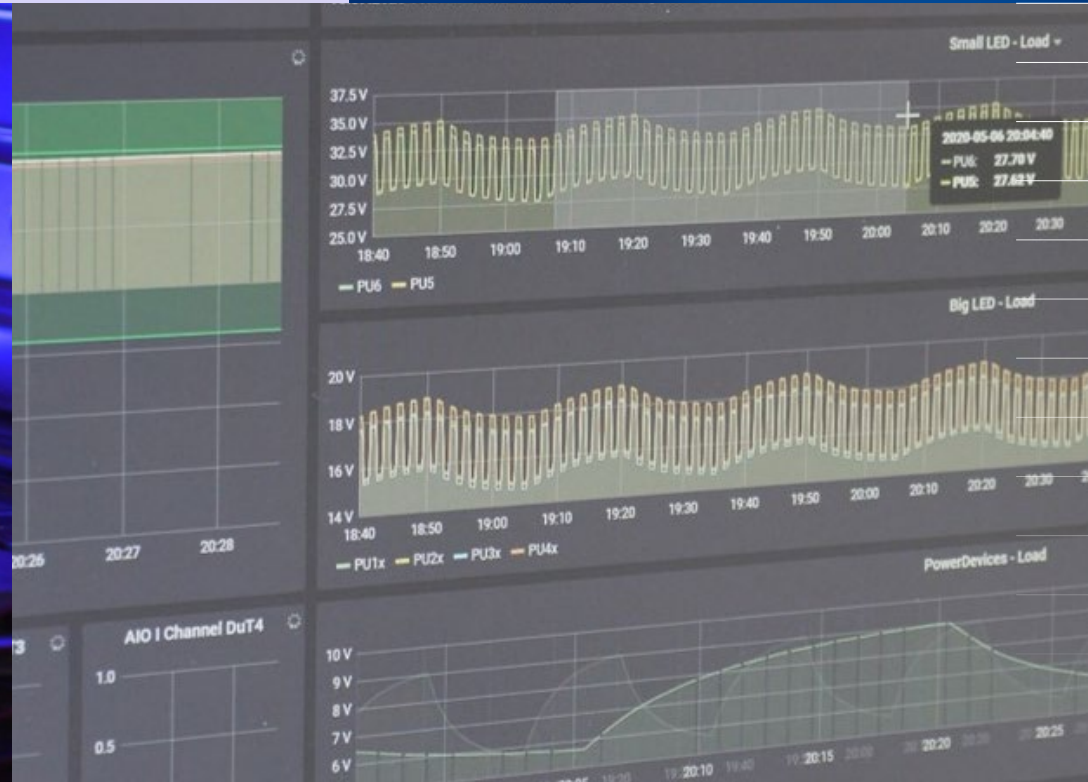 20:26 20:27 20:28
3 AIO I Channel DuT4
1.0
0.5
Small LED - Load
37.5 V
35.0 V
32.5 V
30.0 V
27.5 V
25.0 V
18:40 18:50 19:00 19:10 19:20 19:30 19:40 19:50 20:00 20:10 20:20 20:30
2020-05-06 20:04:40
PU6: 27.70 V
PU5: 27.62 V
PU6 PU5
Big LED - Load
20 V
18 V
16 V
14 V
18:40 18:50 19:00 19:10 19:20 19:30 19:40 19:50 20:00 20:10 20:20 20:30
PU1x PU2x PU3x PU4x
PowerDevices - Load
10 V
9 V
8 V
7 V
6 V
20:10 19:40 20:15 20:00 20:20 20:25